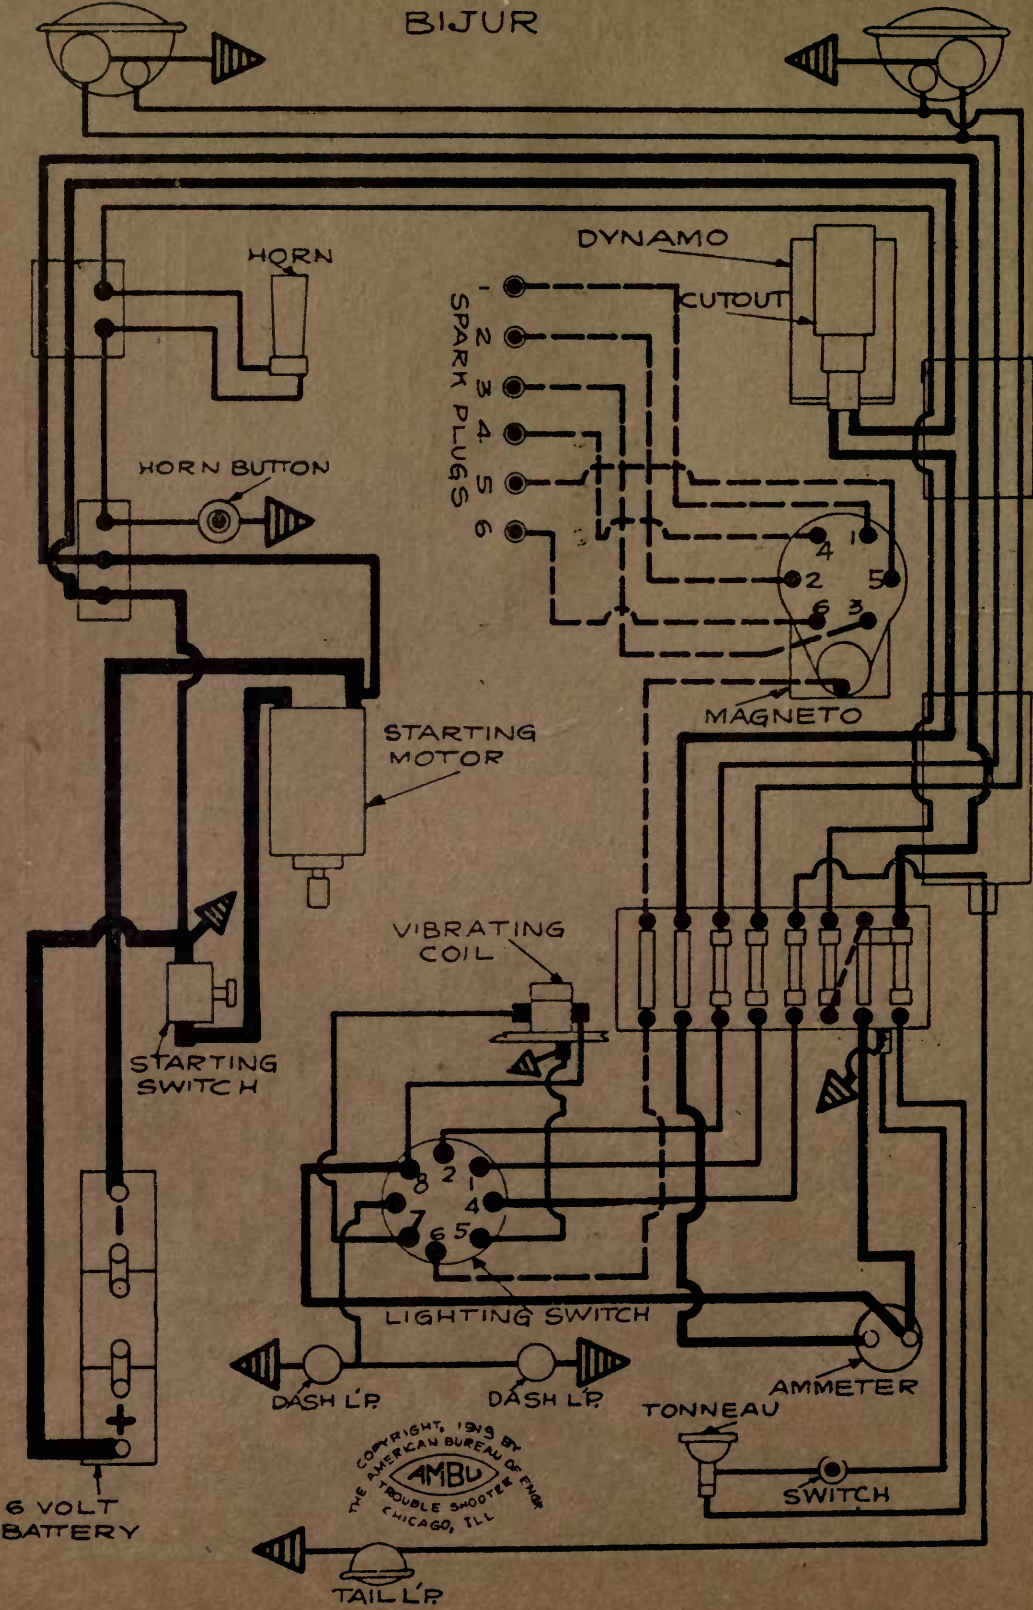 BIJUR
DYNAMO
HORN
CUTOUT
SPARK PLUGS
1
2
3
4
5
6
HORN BUTTON
4 1
2 5
6 3
MAGNETO
STARTING
MOTOR
VIBRATING
COIL
STARTING
SWITCH
8 2 1
7 4
6 5
LIGHTING SWITCH
DASH L'P.
DASH L'P.
AMMETER
TONNEAU
SWITCH
−
+
6 VOLT
BATTERY
COPYRIGHT, 1919 BY
THE AMERICAN BUREAU OF ENGR
AMBU
TROUBLE SHOOTER
CHICAGO, ILL
TAIL L'P.